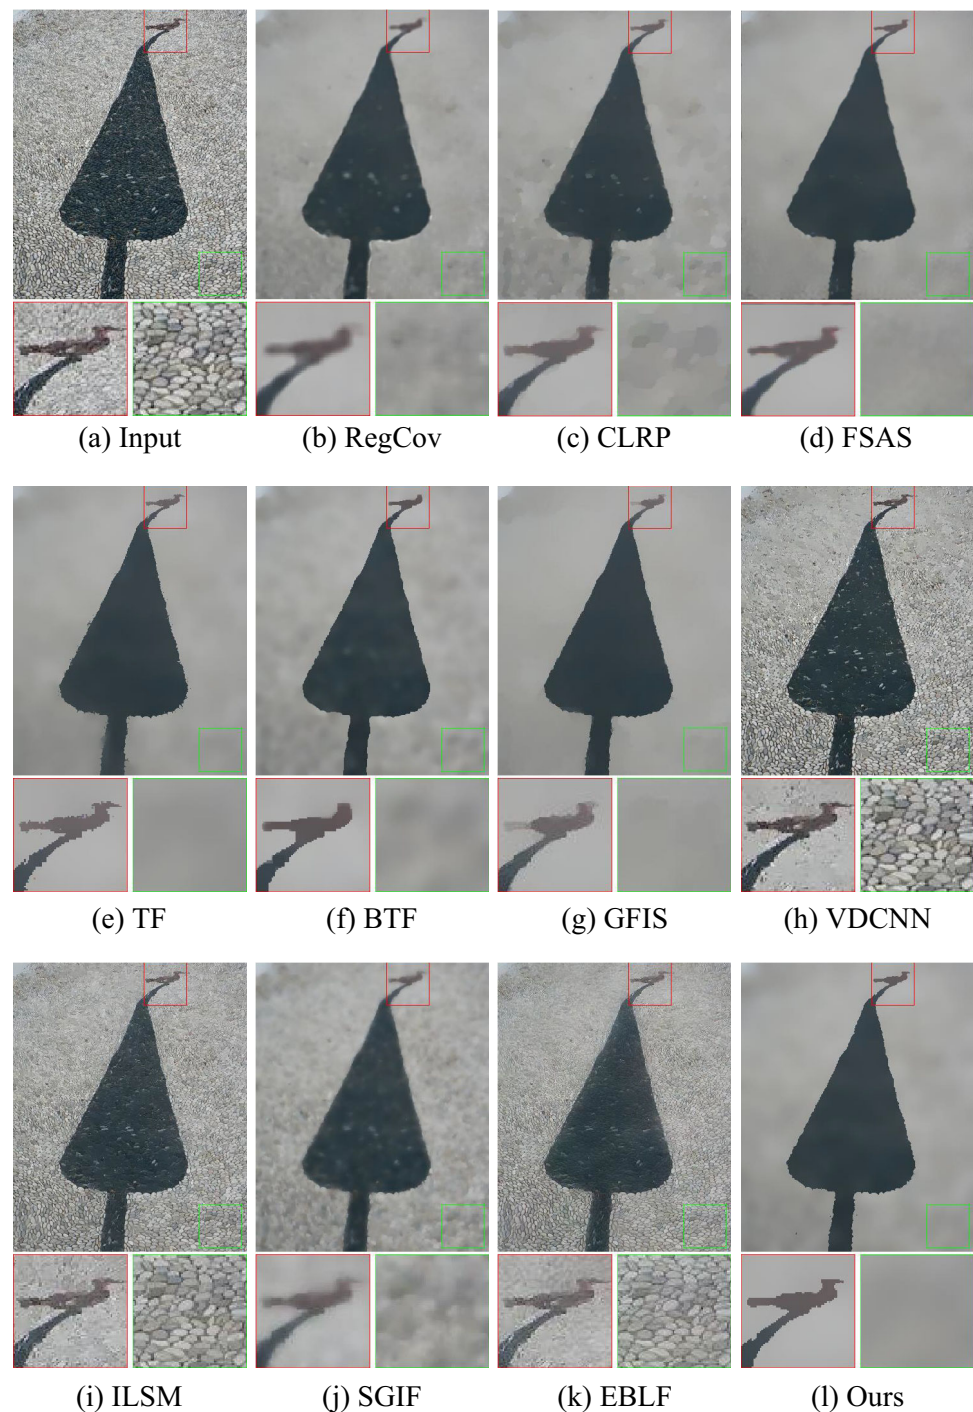 (a) Input
(b) RegCov
(c) CLRP
(d) FSAS
(e) TF
(f) BTF
(g) GFIS
(h) VDCNN
(i) ILSM
(j) SGIF
(k) EBLF
(l) Ours